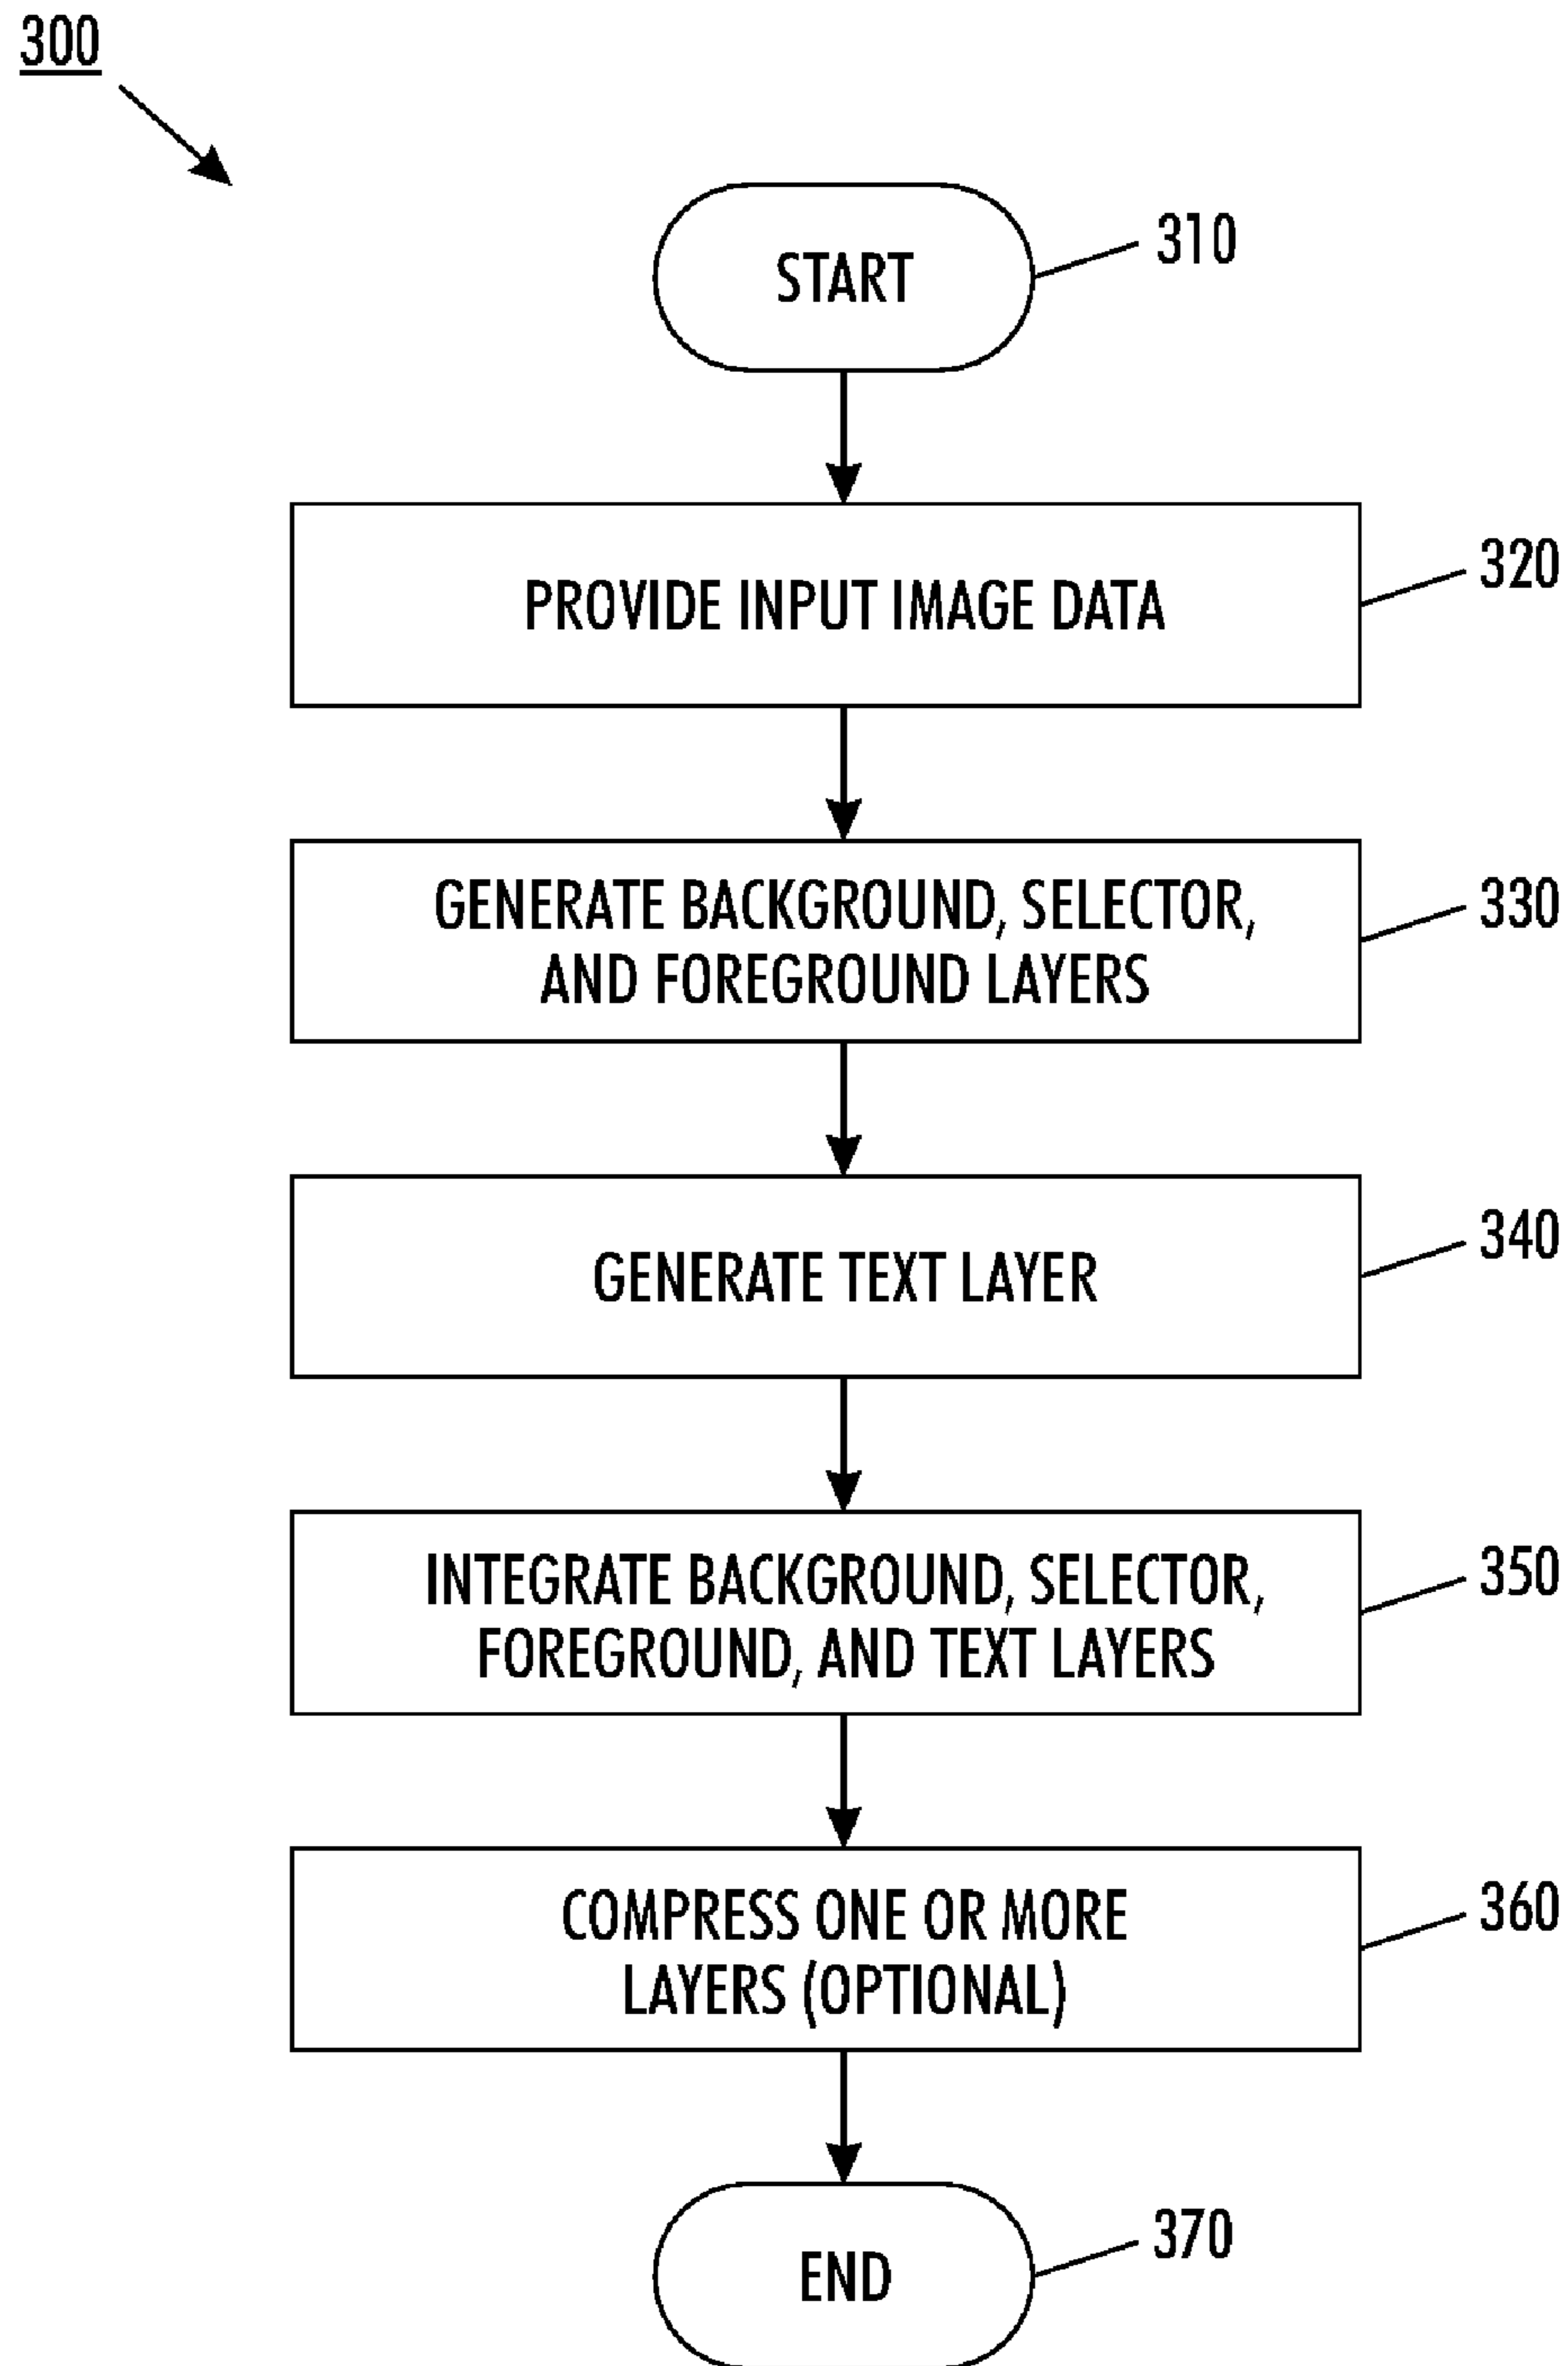 300
START
310
PROVIDE INPUT IMAGE DATA
320
GENERATE BACKGROUND, SELECTOR,
AND FOREGROUND LAYERS
330
GENERATE TEXT LAYER
340
INTEGRATE BACKGROUND, SELECTOR,
FOREGROUND, AND TEXT LAYERS
350
COMPRESS ONE OR MORE
LAYERS (OPTIONAL)
360
END
370